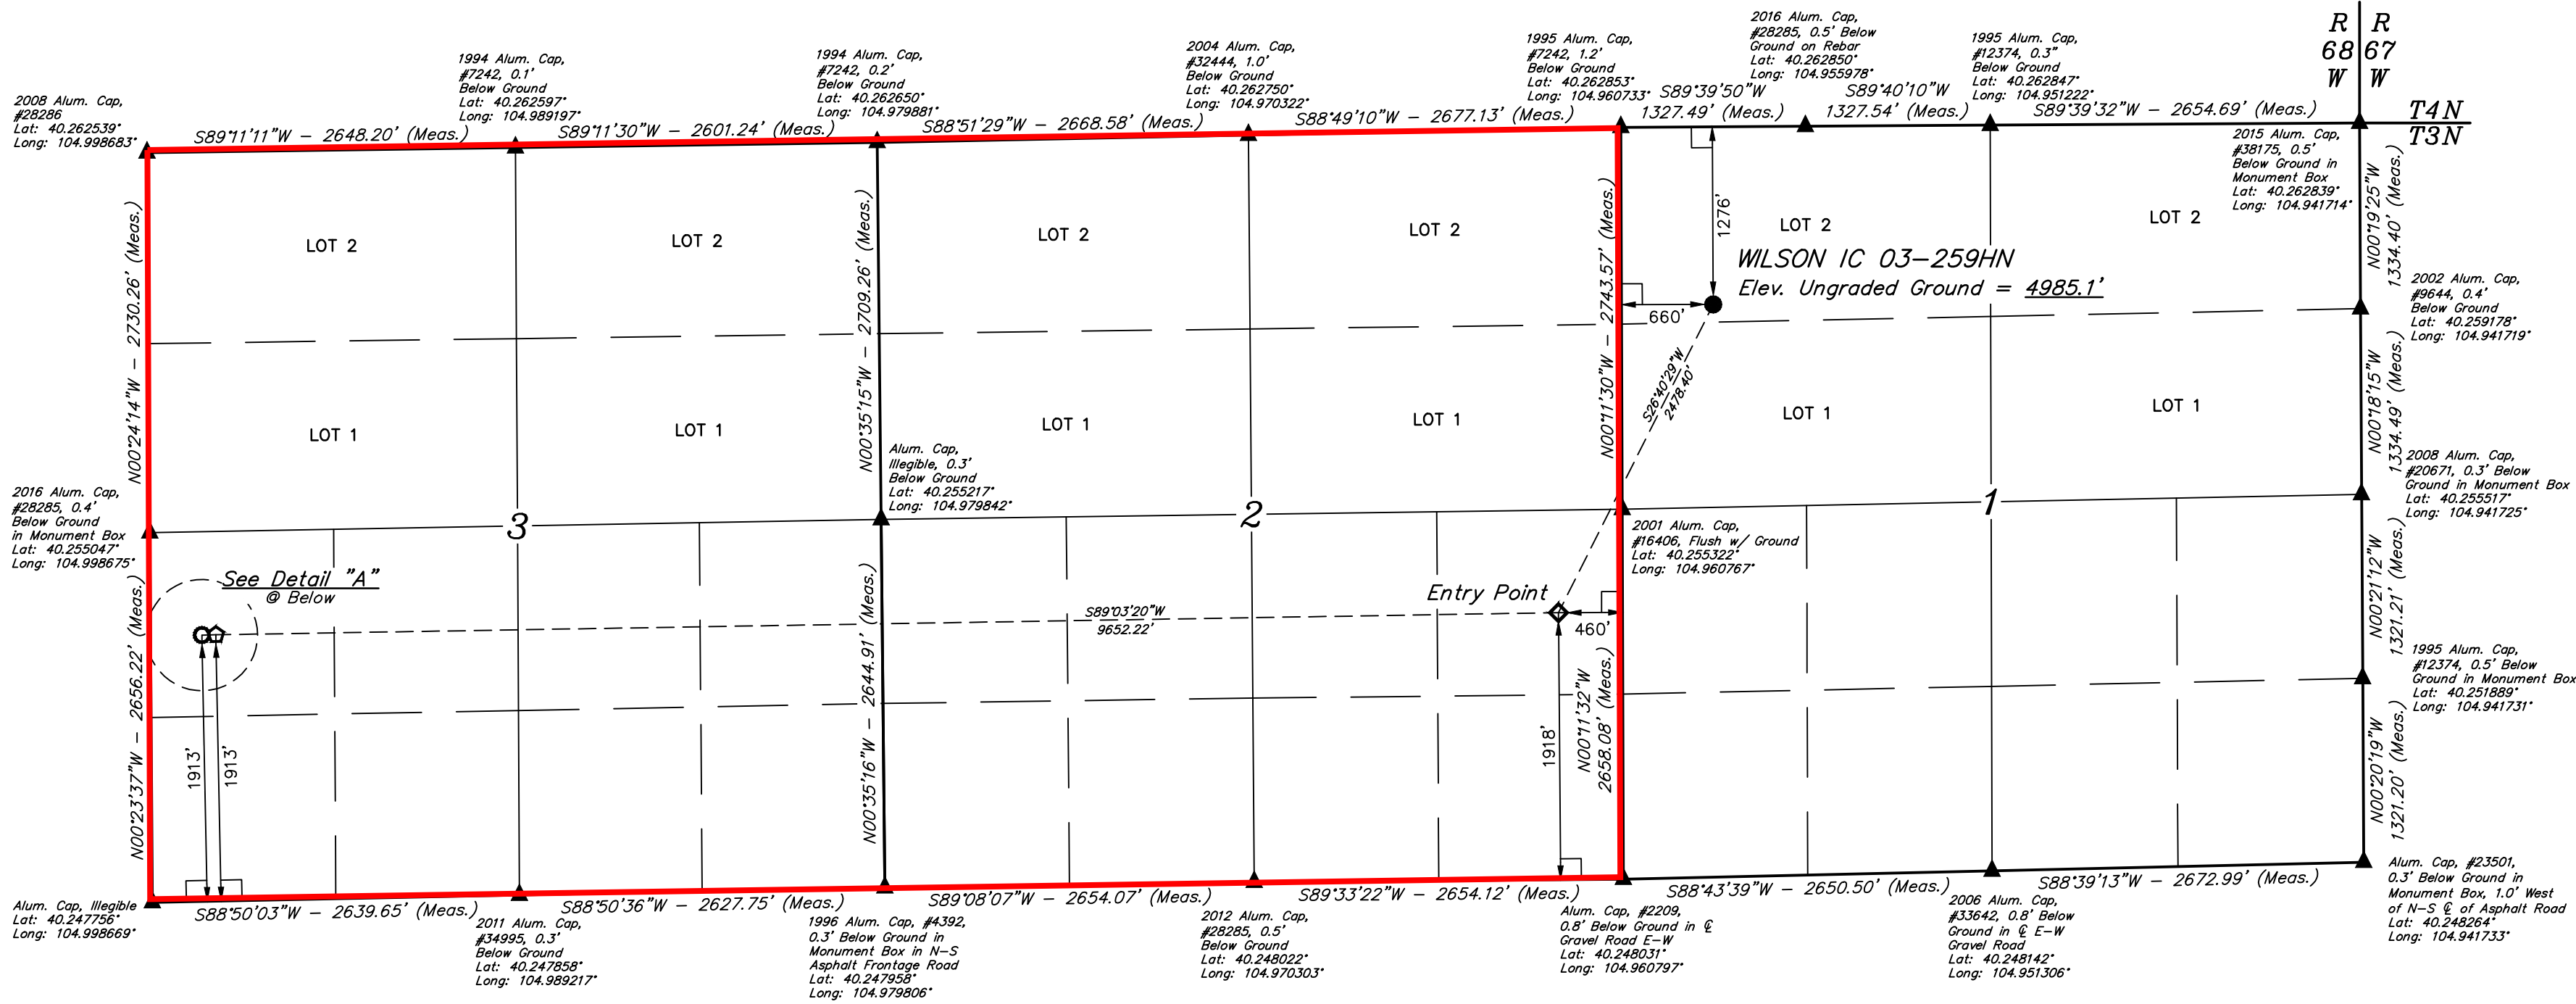 R R
68 67
W W
T4N
T3N
2008 Alum. Cap,
#28286
Lat: 40.262539°
Long: 104.998683°
1994 Alum. Cap,
#7242, 0.1'
Below Ground
Lat: 40.262597°
Long: 104.989197°
1994 Alum. Cap,
#7242, 0.2'
Below Ground
Lat: 40.262650°
Long: 104.979881°
2004 Alum. Cap,
#32444, 1.0'
Below Ground
Lat: 40.262750°
Long: 104.970322°
1995 Alum. Cap,
#7242, 1.2'
Below Ground
Lat: 40.262853°
Long: 104.960733°
2016 Alum. Cap,
#28285, 0.5' Below
Ground on Rebar
Lat: 40.262850°
Long: 104.955978°
1995 Alum. Cap,
#12374, 0.3"
Below Ground
Lat: 40.262847°
Long: 104.951222°
S89°11'11"W - 2648.20' (Meas.)
S89°11'30"W - 2601.24' (Meas.)
S88°51'29"W - 2668.58' (Meas.)
S88°49'10"W - 2677.13' (Meas.)
S89°39'50"W
1327.49' (Meas.)
S89°40'10"W
1327.54' (Meas.)
S89°39'32"W - 2654.69' (Meas.)
2015 Alum. Cap,
#38175, 0.5'
Below Ground in
Monument Box
Lat: 40.262839°
Long: 104.941714°
N00°24'14"W - 2730.26' (Meas.)
LOT 2
LOT 2
N00°35'15"W - 2709.26' (Meas.)
LOT 2
LOT 2
N00°11'30"W - 2743.57' (Meas.)
1276'
LOT 2
LOT 2
N00°19'25"W
1334.40' (Meas.)
WILSON IC 03-259HN
Elev. Ungraded Ground = 4985.1'
660'
2002 Alum. Cap,
#9644, 0.4'
Below Ground
Lat: 40.259178°
Long: 104.941719°
S26°40'29"W
2478.40'
LOT 1
LOT 1
LOT 1
LOT 1
LOT 1
LOT 1
N00°18'15"W
1334.49' (Meas.)
Alum. Cap,
Illegible, 0.3'
Below Ground
Lat: 40.255217°
Long: 104.979842°
2008 Alum. Cap,
#20671, 0.3' Below
Ground in Monument Box
Lat: 40.255517°
Long: 104.941725°
2016 Alum. Cap,
#28285, 0.4'
Below Ground
in Monument Box
Lat: 40.255047°
Long: 104.998675°
3
2
1
2001 Alum. Cap,
#16406, Flush w/ Ground
Lat: 40.255322°
Long: 104.960767°
See Detail "A"
@ Below
Entry Point
S89°03'20"W
9652.22'
460'
N00°21'12"W
1321.21' (Meas.)
1995 Alum. Cap,
#12374, 0.5' Below
Ground in Monument Box
Lat: 40.251889°
Long: 104.941731°
N00°23'37"W - 2656.22' (Meas.)
1913'
1913'
N00°35'16"W - 2644.91' (Meas.)
1918'
N00°11'32"W
2658.08' (Meas.)
N00°20'19"W
1321.20' (Meas.)
S88°50'03"W - 2639.65' (Meas.)
S88°50'36"W - 2627.75' (Meas.)
S89°08'07"W - 2654.07' (Meas.)
S89°33'22"W - 2654.12' (Meas.)
S88°43'39"W - 2650.50' (Meas.)
S88°39'13"W - 2672.99' (Meas.)
Alum. Cap, Illegible
Lat: 40.247756°
Long: 104.998669°
2011 Alum. Cap,
#34995, 0.3'
Below Ground
Lat: 40.247858°
Long: 104.989217°
1996 Alum. Cap, #4392,
0.3' Below Ground in
Monument Box in N-S
Asphalt Frontage Road
Lat: 40.247958°
Long: 104.979806°
2012 Alum. Cap,
#28285, 0.5'
Below Ground
Lat: 40.248022°
Long: 104.970303°
Alum. Cap, #2209,
0.8' Below Ground in ℄
Gravel Road E-W
Lat: 40.248031°
Long: 104.960797°
2006 Alum. Cap,
#33642, 0.8' Below
Ground in ℄ E-W
Gravel Road
Lat: 40.248142°
Long: 104.951306°
Alum. Cap, #23501,
0.3' Below Ground in
Monument Box, 1.0' West
of N-S ℄ of Asphalt Road
Lat: 40.248264°
Long: 104.941733°